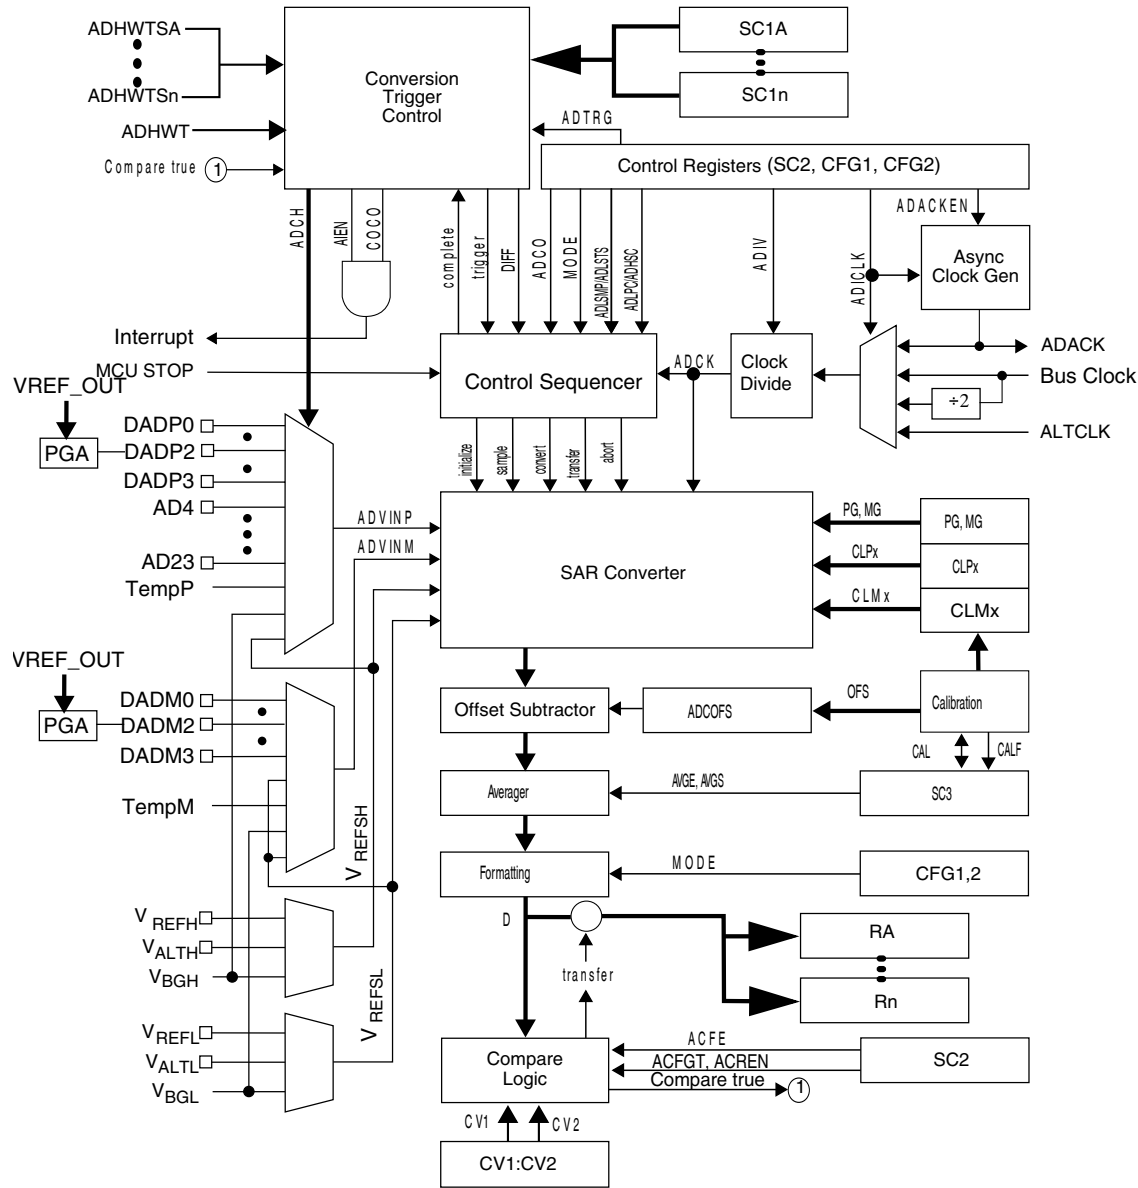 ADHWTSA
ADHWTSn
ADHWT
Compare true 1
Conversion
Trigger
Control
SC1A
SC1n
ADTRG
Control Registers (SC2, CFG1, CFG2)
ADCH
AIEN
COCO
complete
trigger
DIFF
ADCO
MODE
ADLSMP/ADLSTS
ADLPC/ADHSC
ADIV
ADICLK
ADACKEN
Async
Clock Gen
Interrupt
MCU STOP
Control Sequencer
ADCK
Clock
Divide
ADACK
Bus Clock
÷2
ALTCLK
initialize
sample
convert
transfer
abort
VREF_OUT
PGA
DADP0
DADP2
DADP3
AD4
AD23
TempP
ADVINP
ADVINM
SAR Converter
PG, MG
PG, MG
CLPx
CLPx
CLMx
CLMx
VREF_OUT
PGA
DADM0
DADM2
DADM3
TempM
Offset Subtractor
ADCOFS
OFS
Calibration
CAL
CALF
Averager
AVGE, AVGS
SC3
Formatting
MODE
CFG1,2
VREFSH
VREFH
VALTH
VBGH
VREFSL
VREFL
VALTL
VBGL
D
transfer
RA
Rn
Compare
Logic
ACFE
ACFGT, ACREN
Compare true 1
SC2
CV1
CV2
CV1:CV2